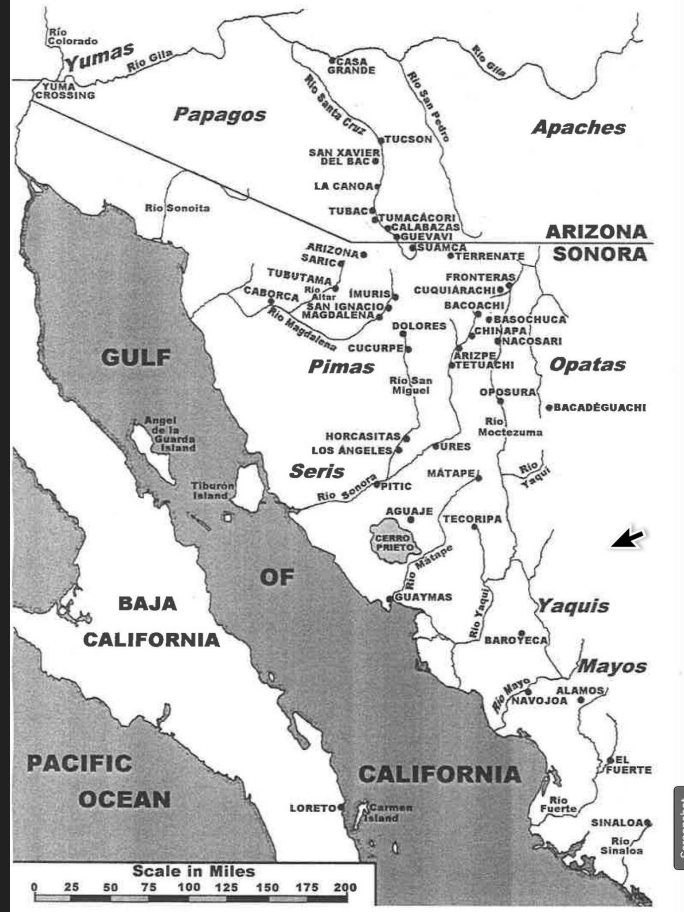 Río
Colorado
Yumas
YUMA
CROSSING
Río Gila
CASA
GRANDE
Río Gila
Papagos
Río Santa Cruz
Río San Pedro
Apaches
TUCSON
SAN XAVIER
DEL BAC
LA CANOA
TUBAC
TUMACÁCORI
CALABAZAS
GUEVAVI
SUAMCA
ARIZONA
SONORA
TERRENATE
Río Sonoita
ARIZONA
SARIC
TUBUTAMA
Río
Altar
CABORCA
ÍMURIS
SAN IGNACIO
MAGDALENA
Río Magdalena
FRONTERAS
CUQUIÁRACHI
BACOACHI
BASOCHUCA
CHINAPA
NACOSARI
DOLORES
CUCURPE
ARIZPE
TETUACHI
Opatas
GULF
Pimas
Río San
Miguel
OPOSURA
BACADÉGUACHI
Río
Moctezuma
Angel
de la
Guarda
Island
HORCASITAS
LOS ÁNGELES
URES
Seris
MÁTAPE
Río
Yaqui
Tiburón
Island
Río Sonora
PITIC
AGUAJE
TECORIPA
CERRO
PRIETO
Río Mátape
OF
BAJA
CALIFORNIA
GUAYMAS
Río Yaqui
Yaquis
BAROYECA
Mayos
Río Mayo
NAVOJOA
ALAMOS
PACIFIC
OCEAN
CALIFORNIA
EL
FUERTE
Río
Fuerte
LORETO
Carmen
Island
SINALOA
Río
Sinaloa
Scale in Miles
0 25 50 75 100 125 150 175 200
Screenshot